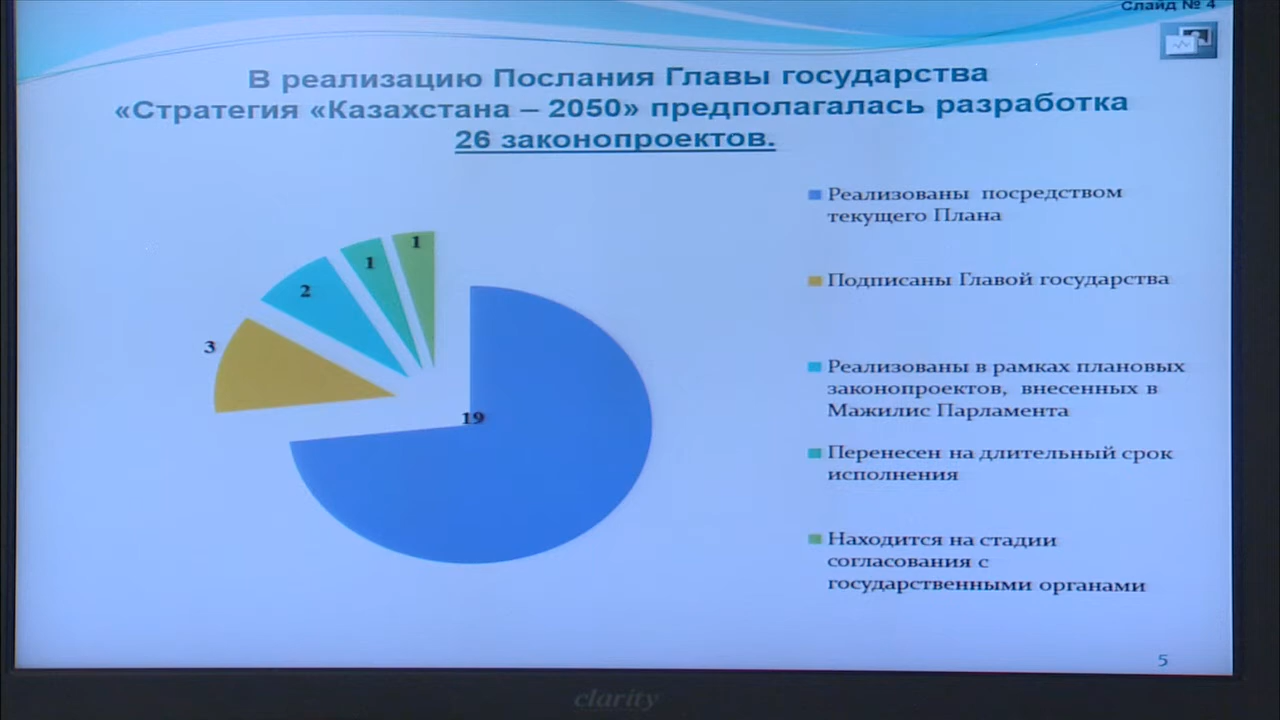 Слайд № 4
В реализацию Послания Главы государства
«Стратегия «Казахстана – 2050» предполагалась разработка
26 законопроектов.
Реализованы посредством
текущего Плана
Подписаны Главой государства
Реализованы в рамках плановых
законопроектов, внесенных в
Мажилис Парламента
Перенесен на длительный срок
исполнения
Находится на стадии
согласования с
государственными органами
1
1
2
3
19
5
clarity